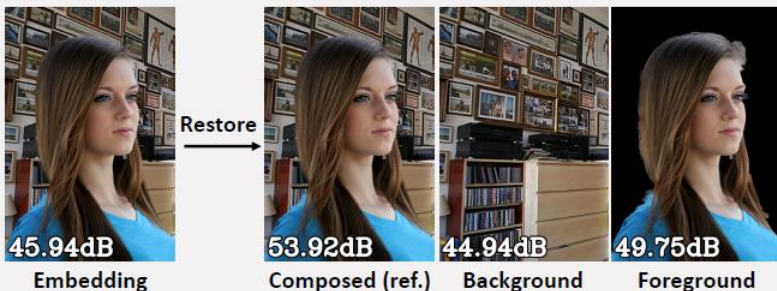 Restore
45.94dB
53.92dB
44.94dB
49.75dB
Embedding
Composed (ref.)
Background
Foreground